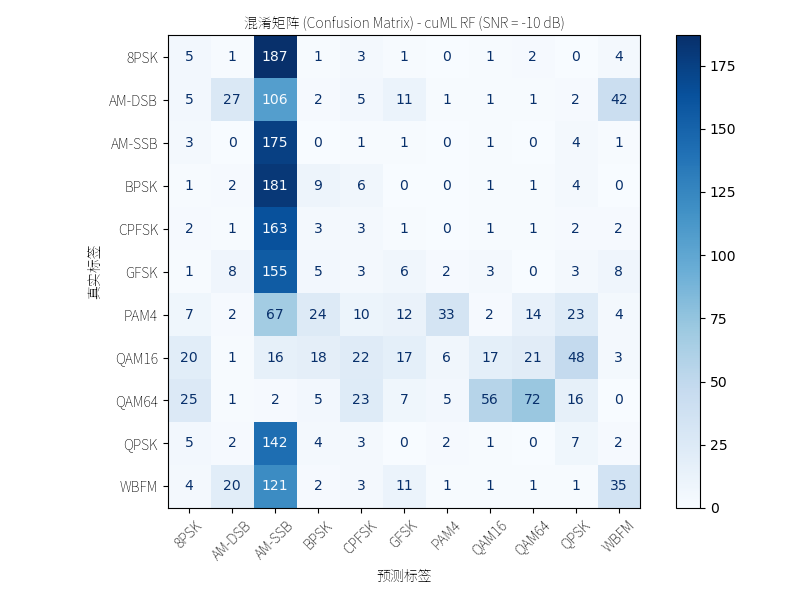 混淆矩阵 (Confusion Matrix) - cuML RF (SNR = -10 dB)
8PSK 5 1 187 1 3 1 0 1 2 0 4
AM-DSB 5 27 106 2 5 11 1 1 1 2 42
AM-SSB 3 0 175 0 1 1 0 1 0 4 1
BPSK 1 2 181 9 6 0 0 1 1 4 0
CPFSK 2 1 163 3 3 1 0 1 1 2 2
GFSK 1 8 155 5 3 6 2 3 0 3 8
PAM4 7 2 67 24 10 12 33 2 14 23 4
QAM16 20 1 16 18 22 17 6 17 21 48 3
QAM64 25 1 2 5 23 7 5 56 72 16 0
QPSK 5 2 142 4 3 0 2 1 0 7 2
WBFM 4 20 121 2 3 11 1 1 1 1 35
8PSK AM-DSB AM-SSB BPSK CPFSK GFSK PAM4 QAM16 QAM64 QPSK WBFM
预测标签
真实标签
175
150
125
100
75
50
25
0